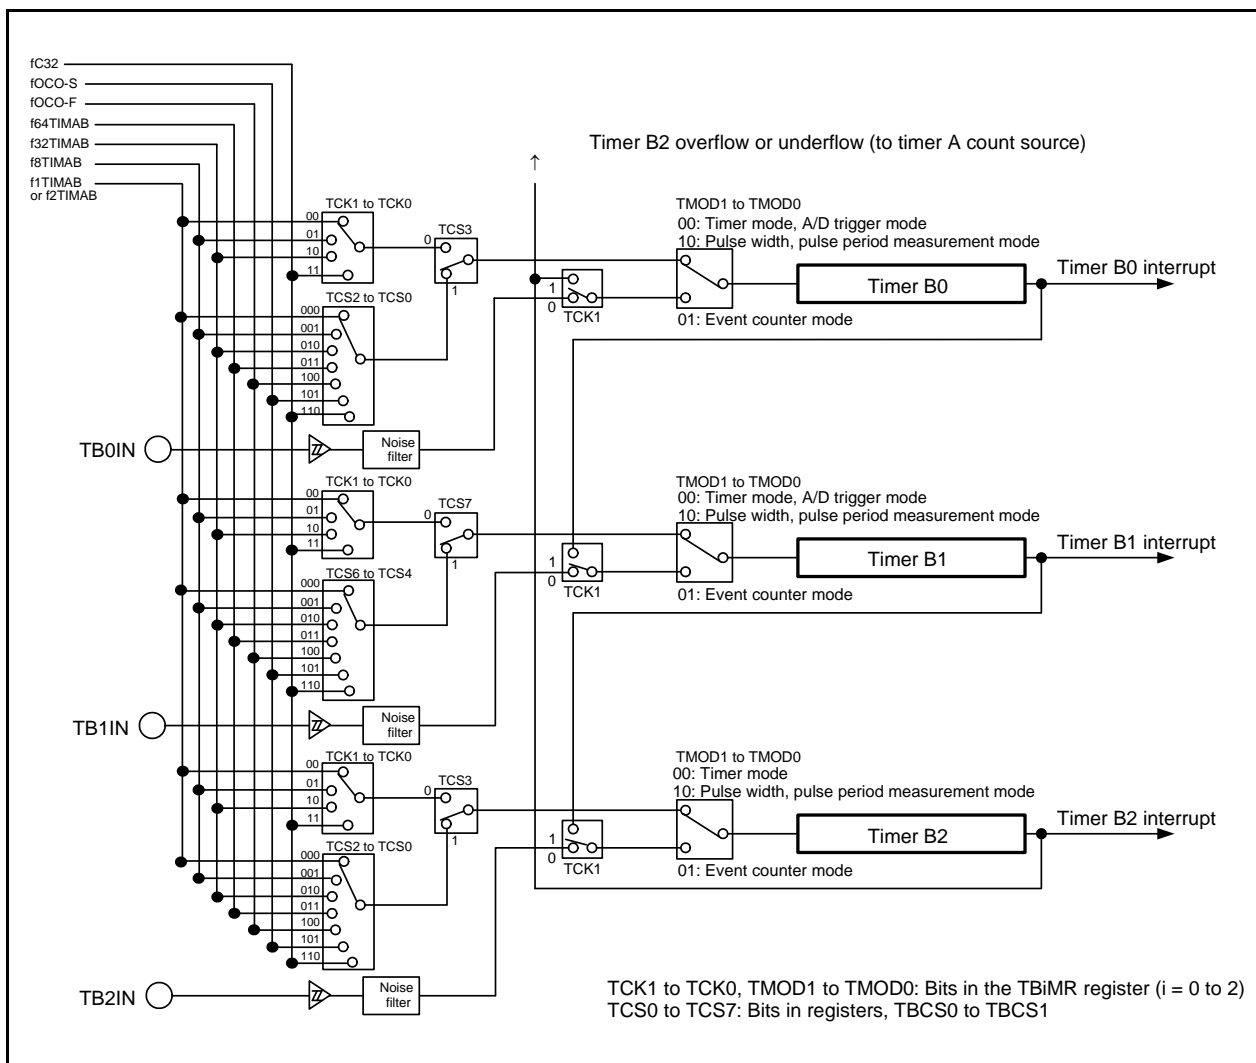 fC32
fOCO-S
fOCO-F
f64TIMAB
f32TIMAB
f8TIMAB
f1TIMAB
or f2TIMAB
Timer B2 overflow or underflow (to timer A count source)
TCK1 to TCK0
00
01
10
11
TCS3
0
1
TCS2 to TCS0
000
001
010
011
100
101
110
TMOD1 to TMOD0
00: Timer mode, A/D trigger mode
10: Pulse width, pulse period measurement mode
1
0
TCK1
01: Event counter mode
Timer B0
Timer B0 interrupt
TB0IN
Noise
filter
TCK1 to TCK0
00
01
10
11
TCS7
0
1
TCS6 to TCS4
000
001
010
011
100
101
110
TMOD1 to TMOD0
00: Timer mode, A/D trigger mode
10: Pulse width, pulse period measurement mode
1
0
TCK1
01: Event counter mode
Timer B1
Timer B1 interrupt
TB1IN
Noise
filter
TCK1 to TCK0
00
01
10
11
TCS3
0
1
TCS2 to TCS0
000
001
010
011
100
101
110
TMOD1 to TMOD0
00: Timer mode
10: Pulse width, pulse period measurement mode
1
0
TCK1
01: Event counter mode
Timer B2
Timer B2 interrupt
TB2IN
Noise
filter
TCK1 to TCK0, TMOD1 to TMOD0: Bits in the TBiMR register (i = 0 to 2)
TCS0 to TCS7: Bits in registers, TBCS0 to TBCS1